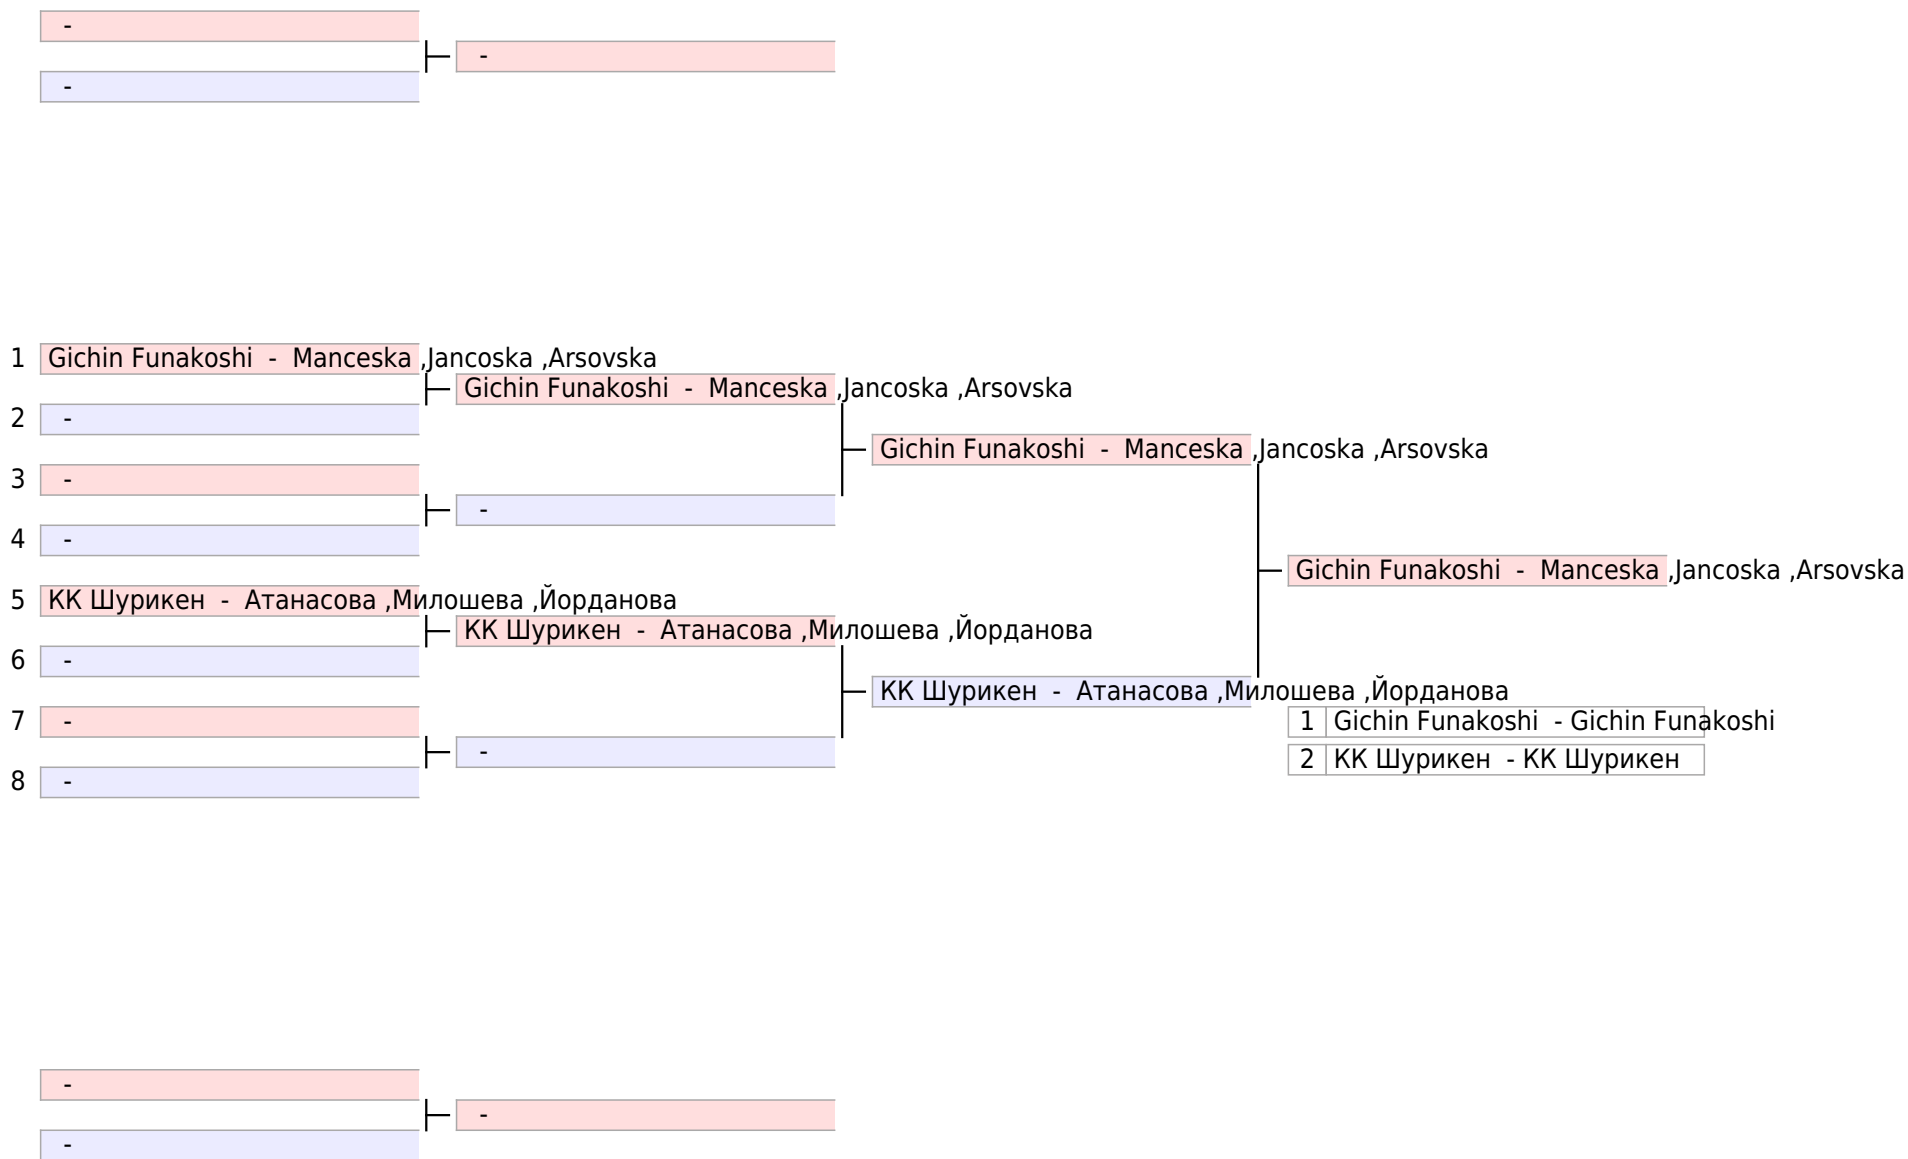 -
-
-
1 Gichin Funakoshi - Manceska ,Jancoska ,Arsovska
Gichin Funakoshi - Manceska ,Jancoska ,Arsovska
2 -
Gichin Funakoshi - Manceska ,Jancoska ,Arsovska
3 -
-
4 -
Gichin Funakoshi - Manceska ,Jancoska ,Arsovska
5 КК Шурикен - Атанасова ,Милошева ,Йорданова
КК Шурикен - Атанасова ,Милошева ,Йорданова
6 -
КК Шурикен - Атанасова ,Милошева ,Йорданова
7 -
1 Gichin Funakoshi - Gichin Funakoshi
-
2 КК Шурикен - КК Шурикен
8 -
-
-
-